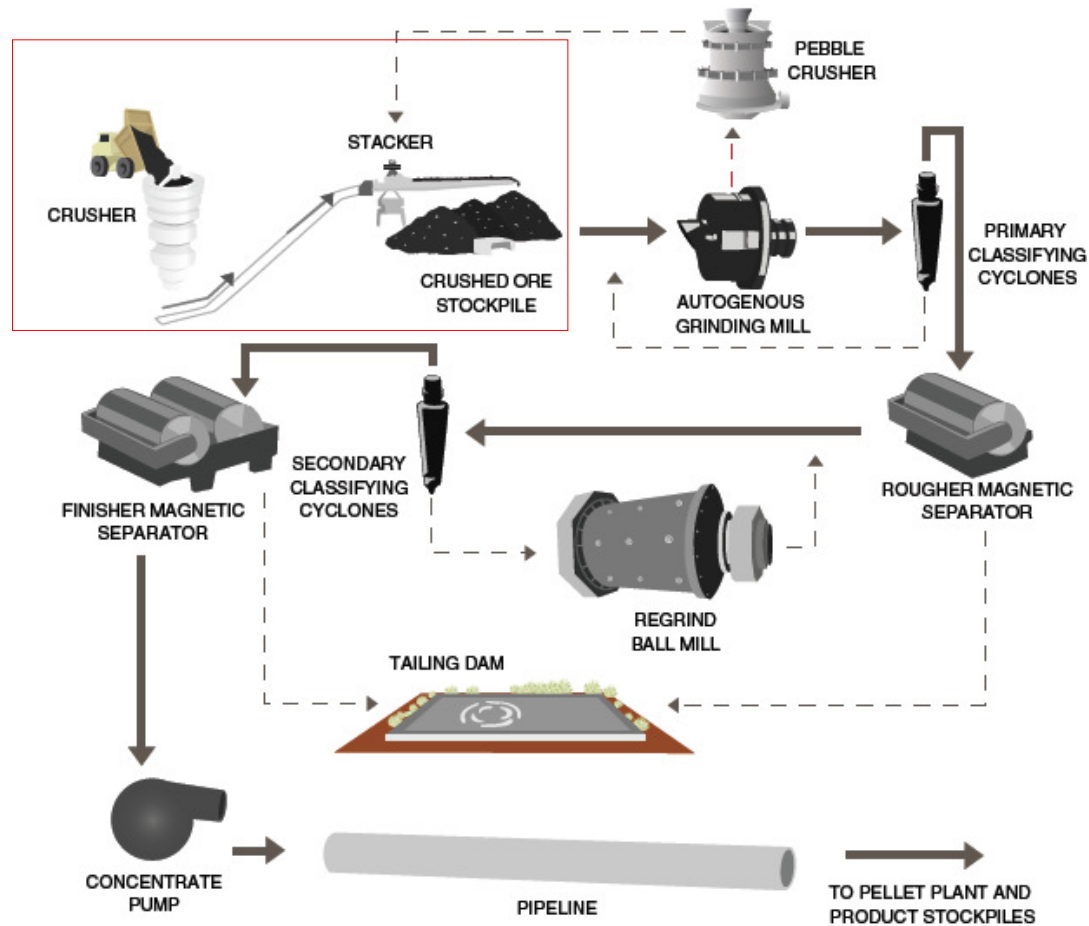 PEBBLE
CRUSHER
STACKER
CRUSHER
CRUSHED ORE
STOCKPILE
AUTOGENOUS
GRINDING MILL
PRIMARY
CLASSIFYING
CYCLONES
FINISHER MAGNETIC
SEPARATOR
SECONDARY
CLASSIFYING
CYCLONES
ROUGHER MAGNETIC
SEPARATOR
REGRIND
BALL MILL
TAILING DAM
CONCENTRATE
PUMP
PIPELINE
TO PELLET PLANT AND
PRODUCT STOCKPILES